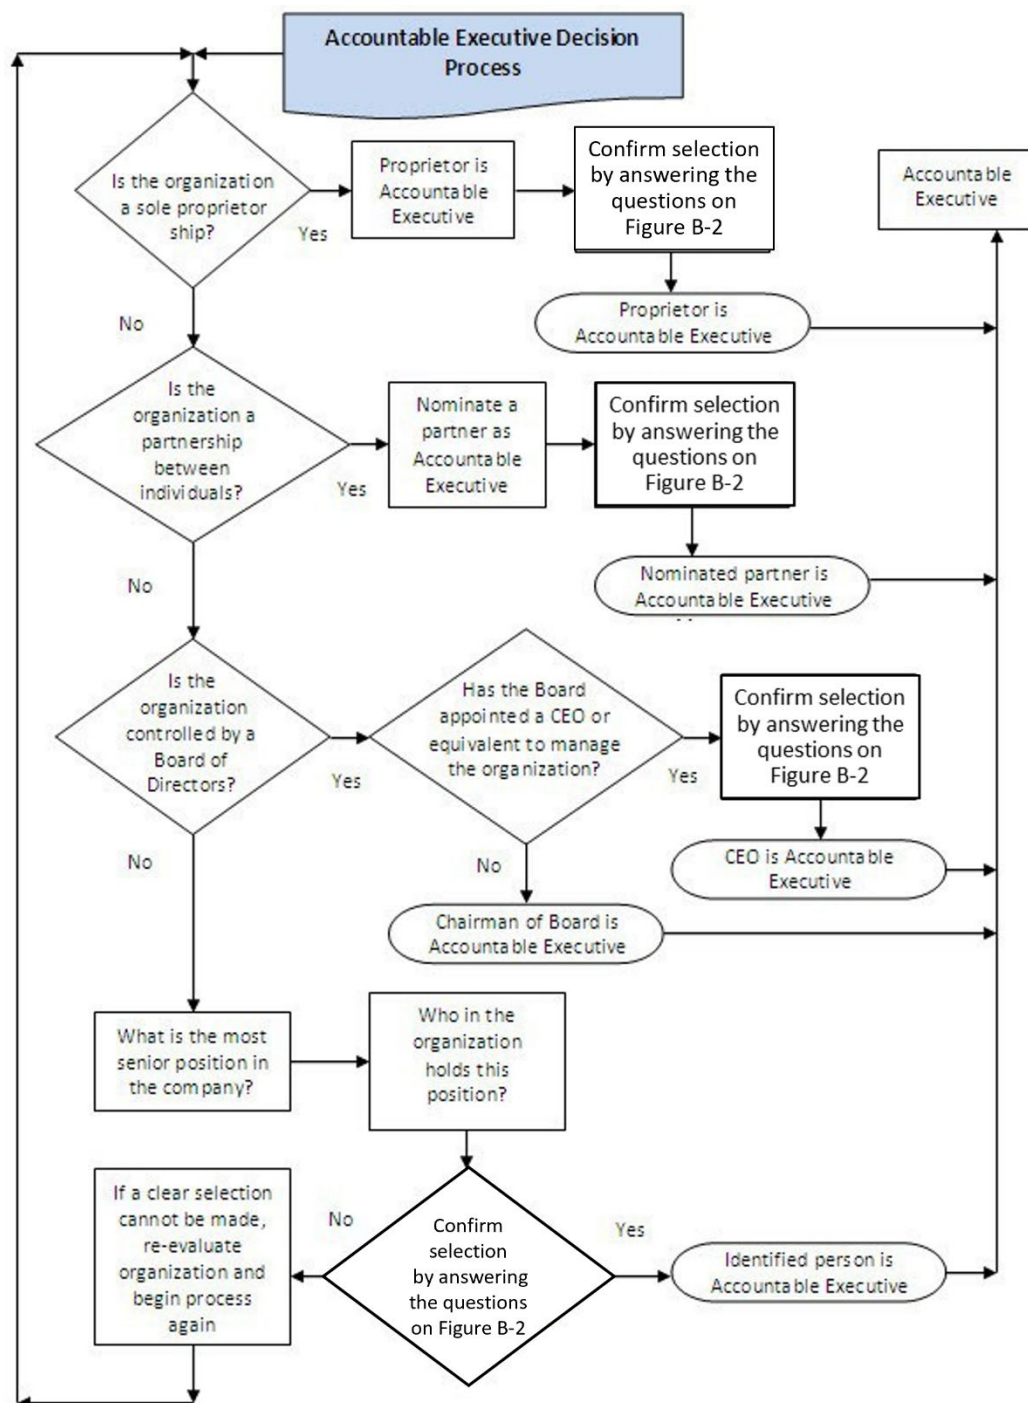 Accountable Executive Decision
Process
Is the organization
a sole proprietor
ship?
Yes
Proprietor is
Accountable
Executive
Confirm selection
by answering the
questions on
Figure B-2
Accountable
Executive
Proprietor is
Accountable Executive
No
Is the
organization a
partnership
between
individuals?
Yes
Nominate a
partner as
Accountable
Executive
Confirm selection
by answering the
questions on
Figure B-2
Nominated partner is
Accountable Executive
No
Is the
organization
controlled by a
Board of
Directors?
Yes
Has the Board
appointed a CEO or
equivalent to manage
the organization?
Yes
Confirm selection
by answering the
questions on
Figure B-2
CEO is Accountable
Executive
No
Chairman of Board is
Accountable Executive
No
What is the most
senior position in
the company?
Who in the
organization
holds this
position?
Confirm
selection
by answering
the questions
on Figure B-2
No
If a clear selection
cannot be made,
re-evaluate
organization and
begin process
again
Yes
Identified person is
Accountable Executive